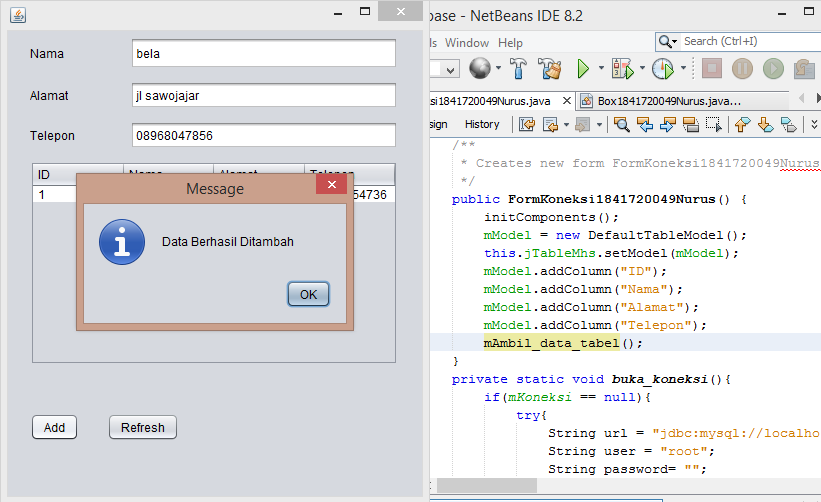 Nama
bela
Alamat
jl sawojajar
Telepon
08968047856
ID
Nama
Alamat
Telepon
1
54736
Message
Data Berhasil Ditambah
OK
Add
Refresh
base - NetBeans IDE 8.2
ls Window Help
Search (Ctrl+I)
si1841720049Nurus.java
Box1841720049Nurus.java...
sign
History
/**
* Creates new form FormKoneksi1841720049Nurus
*/
public FormKoneksi1841720049Nurus() {
initComponents();
mModel = new DefaultTableModel();
this.jTableMhs.setModel(mModel);
mModel.addColumn("ID");
mModel.addColumn("Nama");
mModel.addColumn("Alamat");
mModel.addColumn("Telepon");
mAmbil_data_tabel();
}
private static void buka_koneksi(){
if(mKoneksi == null){
try{
String url = "jdbc:mysql://localho
String user = "root";
String password= "";